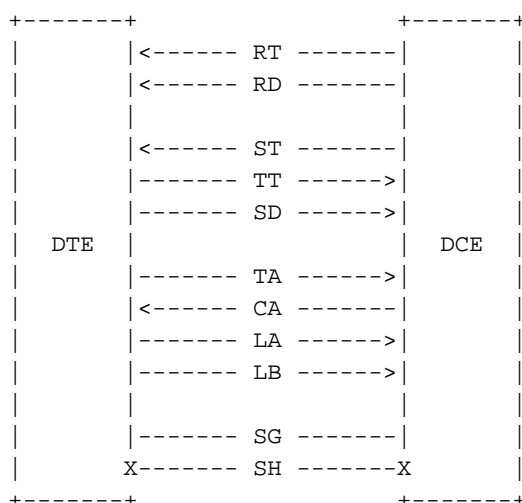 +-------+                      +-------+
|       |<------ RT -------|       |
|       |<------ RD -------|       |
|       |                  |       |
|       |<------ ST -------|       |
|       |------- TT ------>|       |
|       |------- SD ------>|       |
|  DTE  |                  |  DCE  |
|       |------- TA ------>|       |
|       |<------ CA -------|       |
|       |------- LA ------>|       |
|       |------- LB ------>|       |
|       |                  |       |
|       |------- SG -------|       |
|       X------- SH -------X       |
+-------+                      +-------+